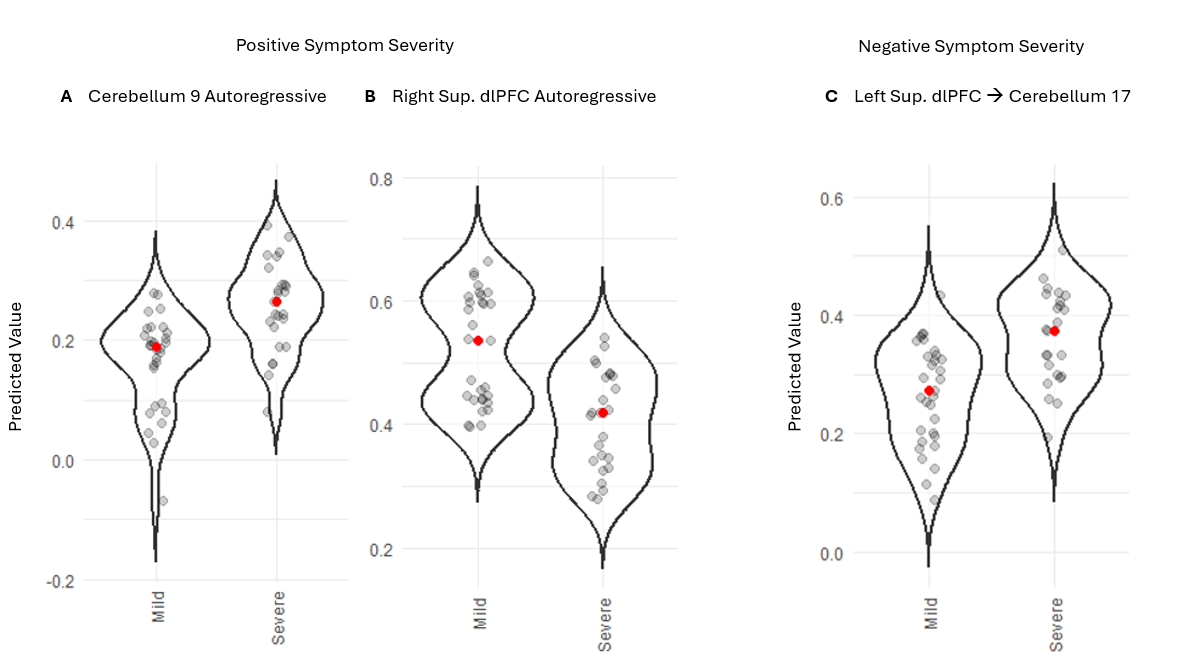 Positive Symptom Severity
Negative Symptom Severity
A Cerebellum 9 Autoregressive
B Right Sup. dlPFC Autoregressive
C Left Sup. dlPFC → Cerebellum 17
Predicted Value
0.4
0.2
0.0
-0.2
Mild
Severe
0.8
0.6
0.4
0.2
Mild
Severe
Predicted Value
0.6
0.4
0.2
0.0
Mild
Severe